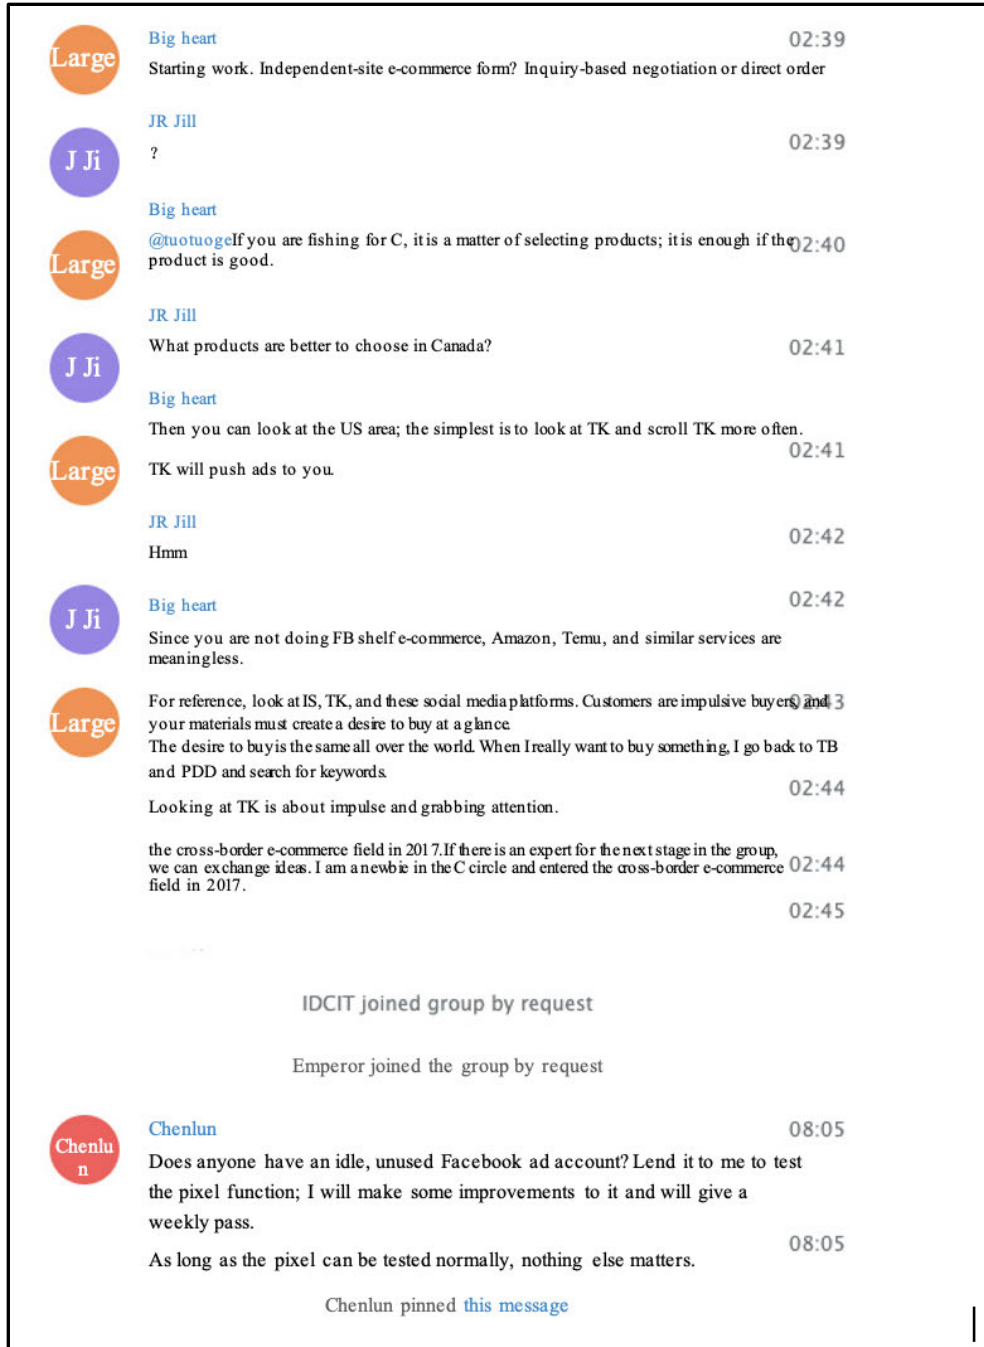 Large
Big heart
02:39
Starting work. Independent-site e-commerce form? Inquiry-based negotiation or direct order
J Ji
JR Jill
?
02:39
Large
Big heart
@tuotuogeIf you are fishing for C, it is a matter of selecting products; it is enough if the
product is good.
02:40
J Ji
JR Jill
What products are better to choose in Canada?
02:41
Large
Big heart
Then you can look at the US area; the simplest is to look at TK and scroll TK more often.
02:41
TK will push ads to you.
JR Jill
02:42
Hmm
J Ji
Big heart
02:42
Since you are not doing FB shelf e-commerce, Amazon, Temu, and similar services are
meaningless.
Large
For reference, look at IS, TK, and these social media platforms. Customers are impulsive buyers, and
02:43
your materials must create a desire to buy at a glance.
The desire to buy is the same all over the world. When I really want to buy something, I go back to TB
and PDD and search for keywords.
02:44
Looking at TK is about impulse and grabbing attention.
the cross-border e-commerce field in 2017.If there is an expert for the next stage in the group,
we can exchange ideas. I am a newbie in the C circle and entered the cross-border e-commerce
02:44
field in 2017.
02:45
IDCIT joined group by request
Emperor joined the group by request
Chenlu
n
Chenlun
08:05
Does anyone have an idle, unused Facebook ad account? Lend it to me to test
the pixel function; I will make some improvements to it and will give a
weekly pass.
08:05
As long as the pixel can be tested normally, nothing else matters.
Chenlun pinned this message